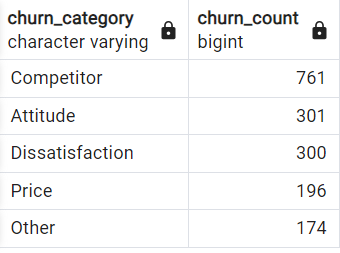 churn_category churn_count
character varying bigint
Competitor 761
Attitude 301
Dissatisfaction 300
Price 196
Other 174